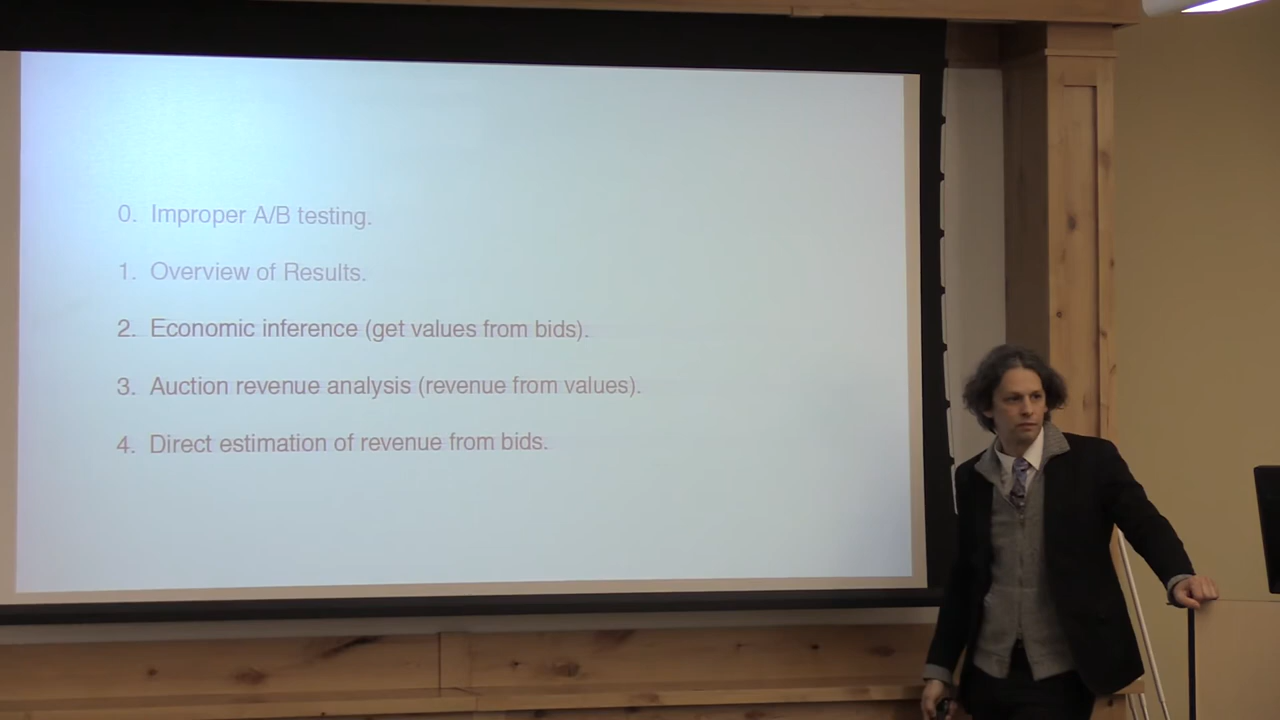 0. Improper A/B testing.
1. Overview of Results.
2. Economic inference (get values from bids).
3. Auction revenue analysis (revenue from values).
4. Direct estimation of revenue from bids.